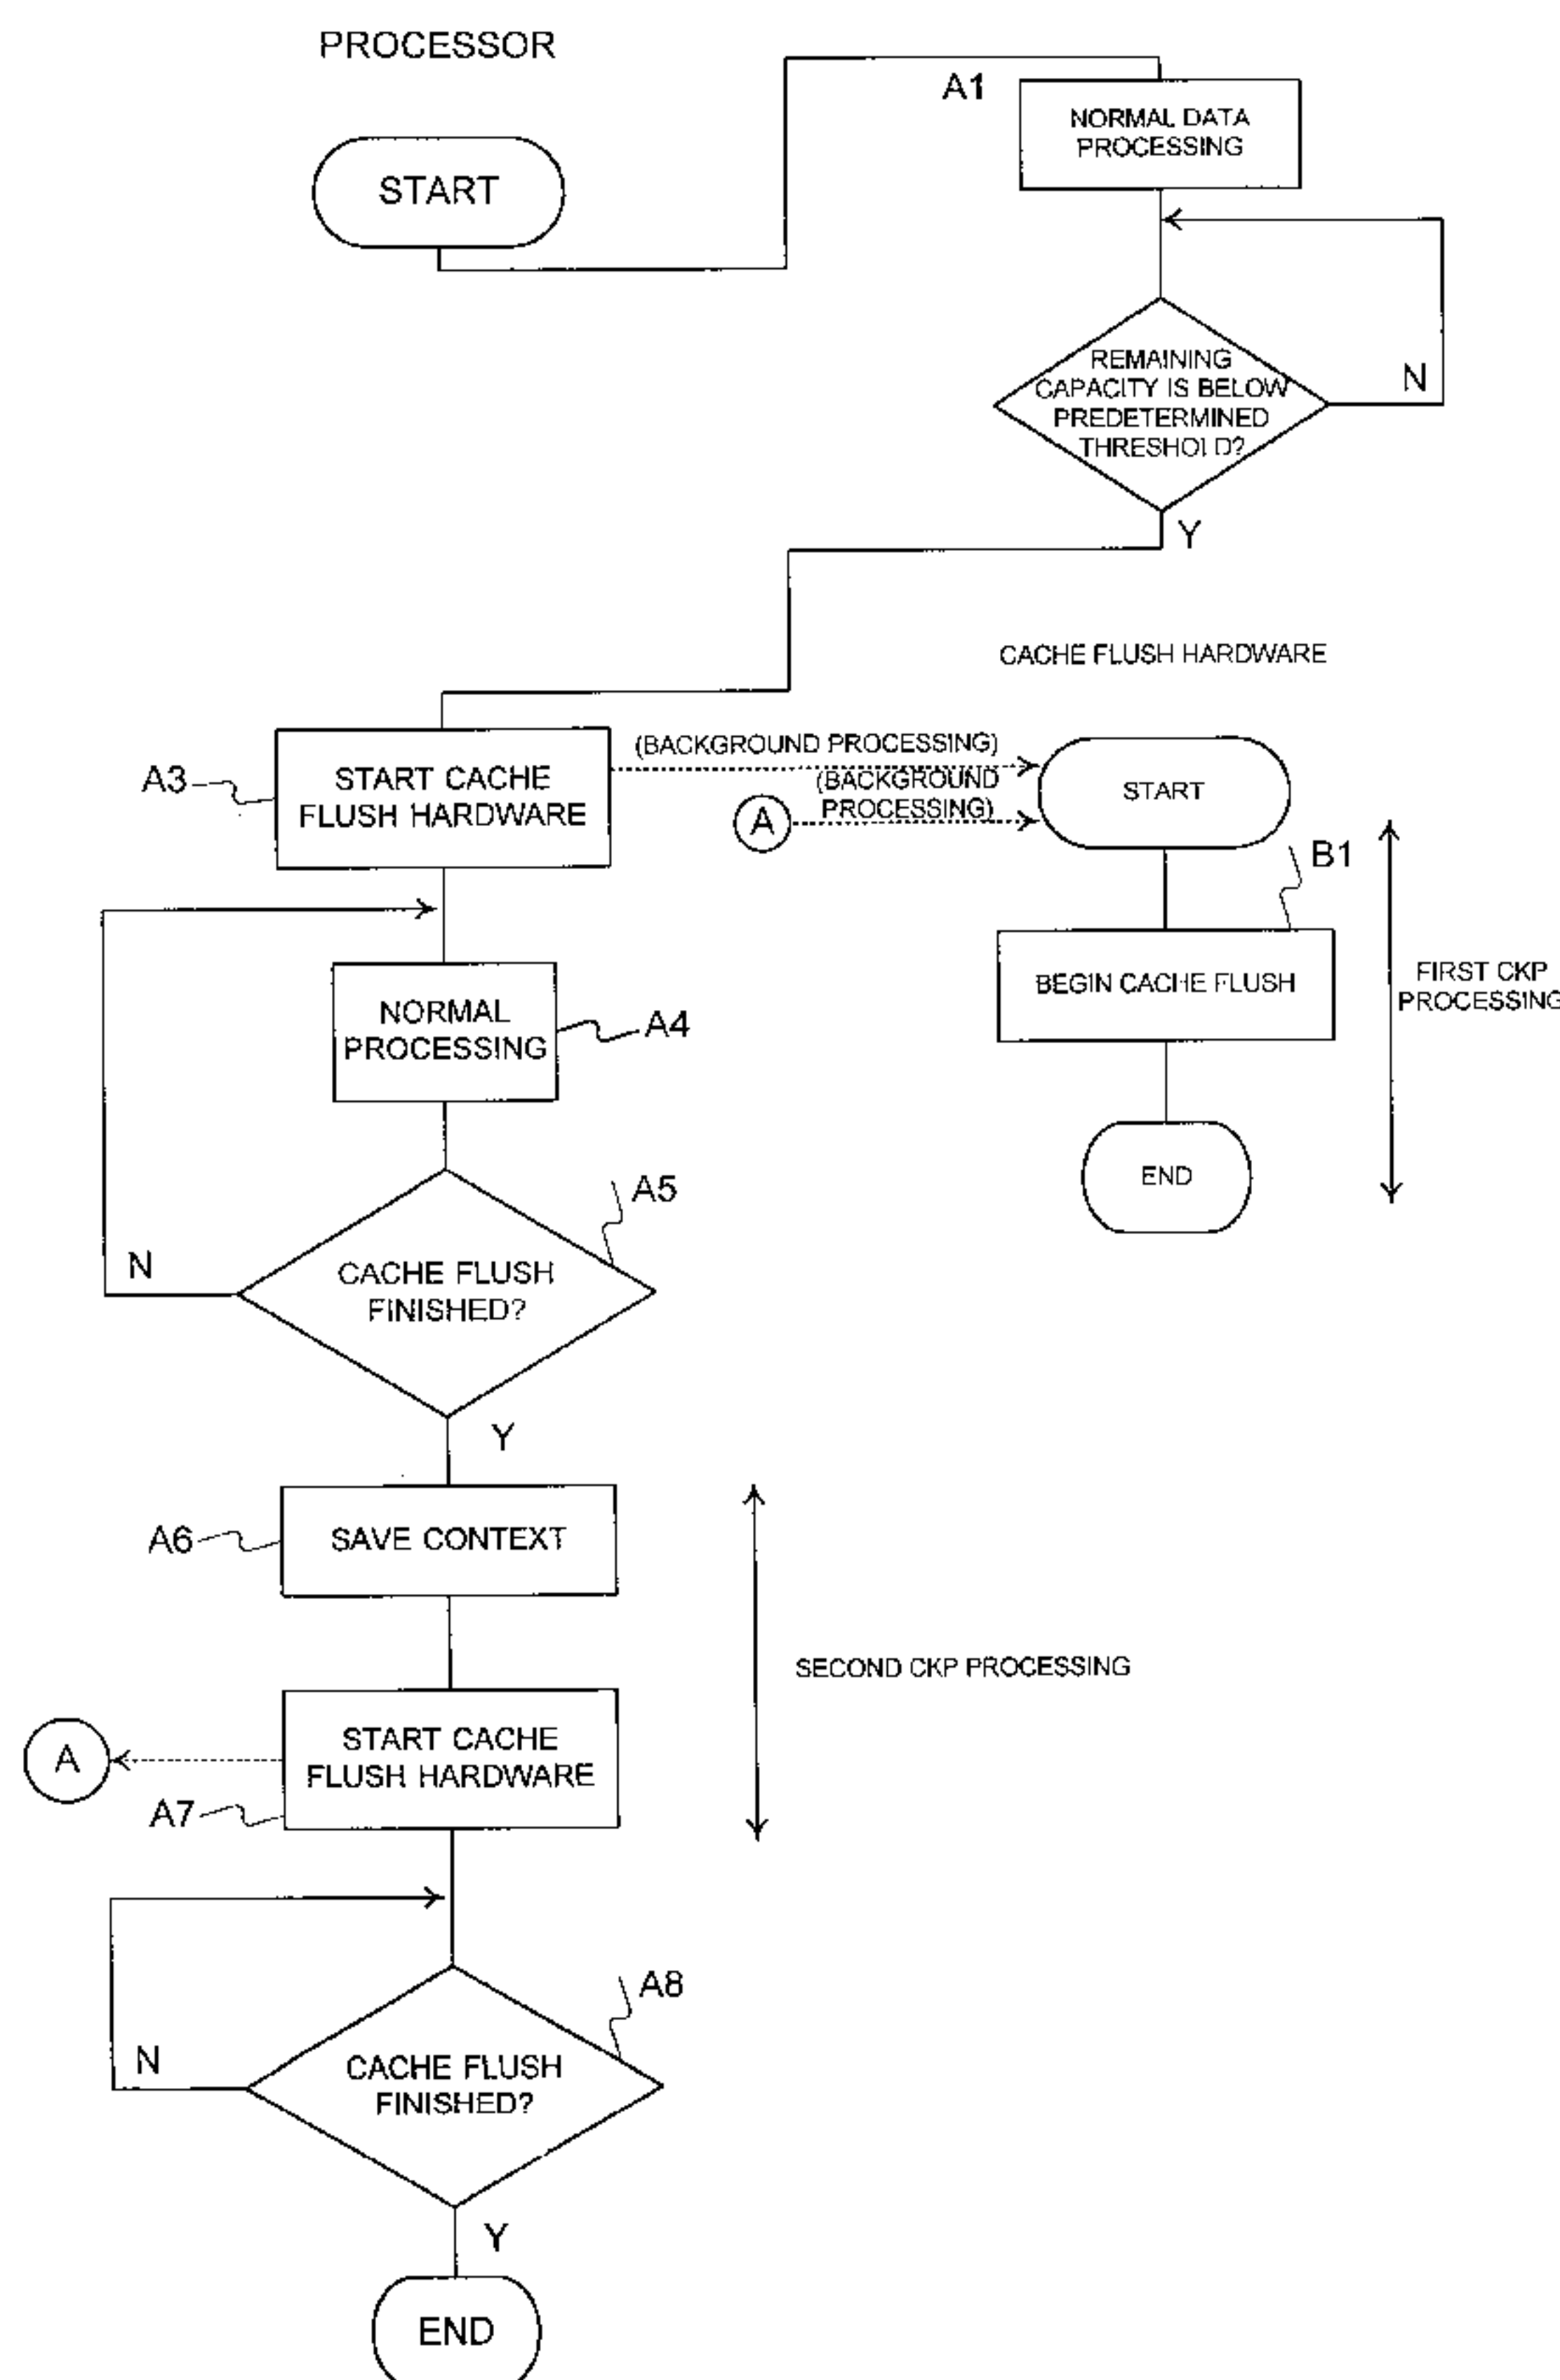 PROCESSOR
START
A1
NORMAL DATA
PROCESSING
REMAINING
CAPACITY IS BELOW
PREDETERMINED
THRESHOLD?
N
Y
CACHE FLUSH HARDWARE
A3
START CACHE
FLUSH HARDWARE
(BACKGROUND PROCESSING)
(BACKGROUND
PROCESSING)
A
START
B1
BEGIN CACHE FLUSH
FIRST CKP
PROCESSING
END
NORMAL
PROCESSING
A4
A5
CACHE FLUSH
FINISHED?
N
Y
A6
SAVE CONTEXT
SECOND CKP PROCESSING
START CACHE
FLUSH HARDWARE
A
A7
A8
CACHE FLUSH
FINISHED?
N
Y
END